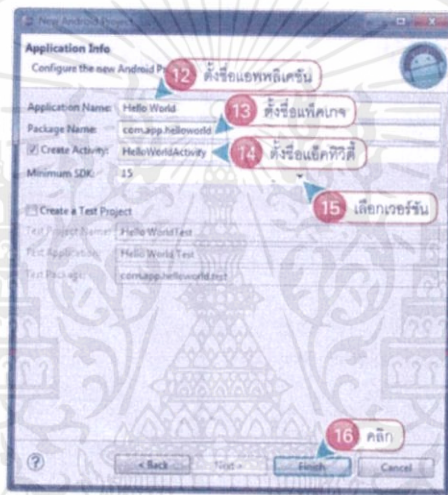 New Android Project
Application Info
Configure the new Android
12 ตั้งชื่อแอพพลิเคชัน
Application Name: Hello World
13 ตั้งชื่อแพ็คเกจ
Package Name: com.app.helloworld
Create Activity: HelloWorldActivity
14 ตั้งชื่อแอ็คทิวิตี้
Minimum SDK: 15
15 เลือกเวอร์ชัน
Create a Test Project
Test Project Name: Hello WorldTest
Test Application: Hello World Test
Test Package: com.app.helloworld.test
16 คลิก
< Back
Next >
Finish
Cancel